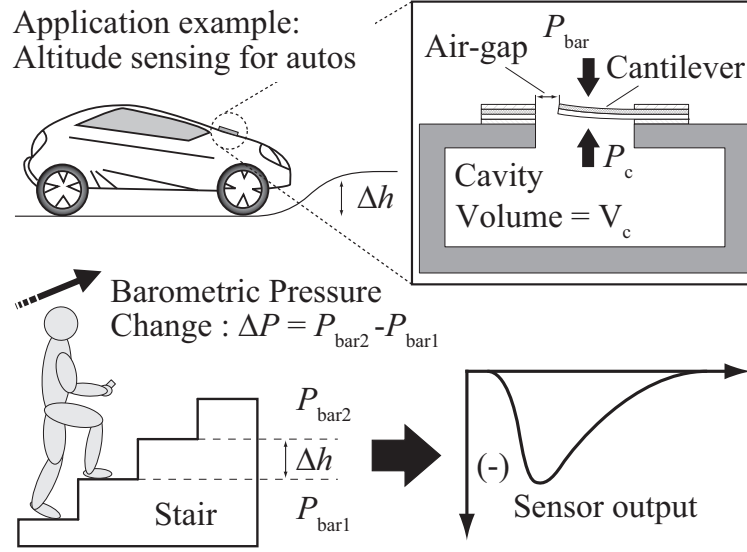 Application example:
Altitude sensing for autos
Δh
Air-gap
P_bar
Cantilever
P_c
Cavity
Volume = V_c
Barometric Pressure
Change : ΔP = P_bar2 -P_bar1
P_bar2
Δh
P_bar1
Stair
(-)
Sensor output